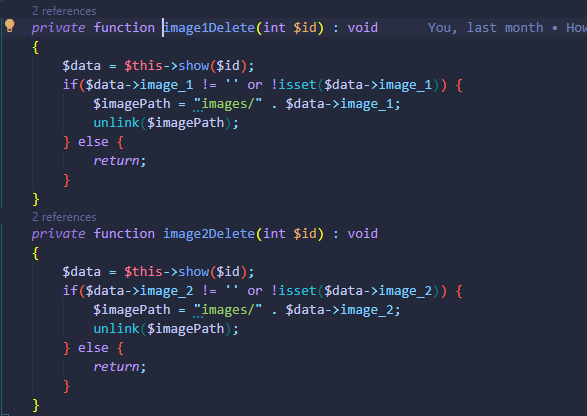 2 references
private function image1Delete(int $id) : void You, last month • How
{
$data = $this->show($id);
if($data->image_1 != '' or !isset($data->image_1)) {
$imagePath = "images/" . $data->image_1;
unlink($imagePath);
} else {
return;
}
}
2 references
private function image2Delete(int $id) : void
{
$data = $this->show($id);
if($data->image_2 != '' or !isset($data->image_2)) {
$imagePath = "images/" . $data->image_2;
unlink($imagePath);
} else {
return;
}
}